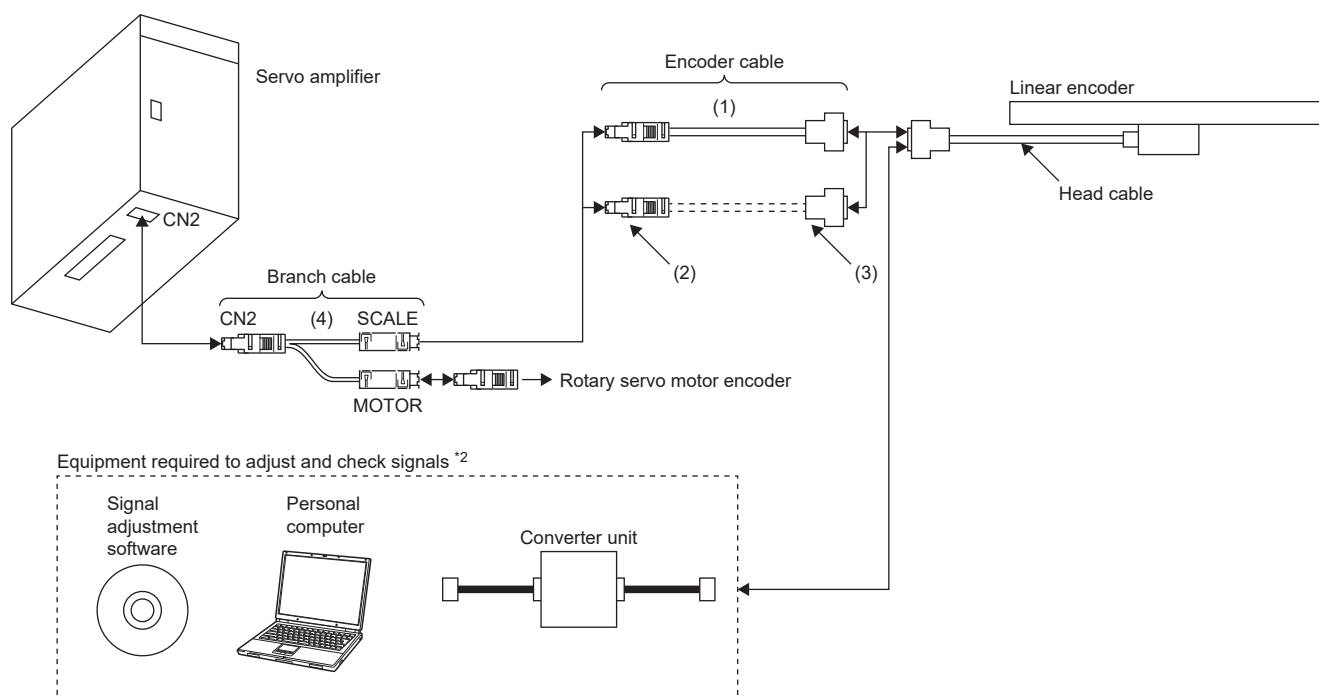 Servo amplifier
Encoder cable
(1)
Linear encoder
Head cable
CN2
(2)
(3)
Branch cable
CN2
(4)
SCALE
Rotary servo motor encoder
MOTOR
Equipment required to adjust and check signals *2
Signal
adjustment
software
Personal
computer
Converter unit